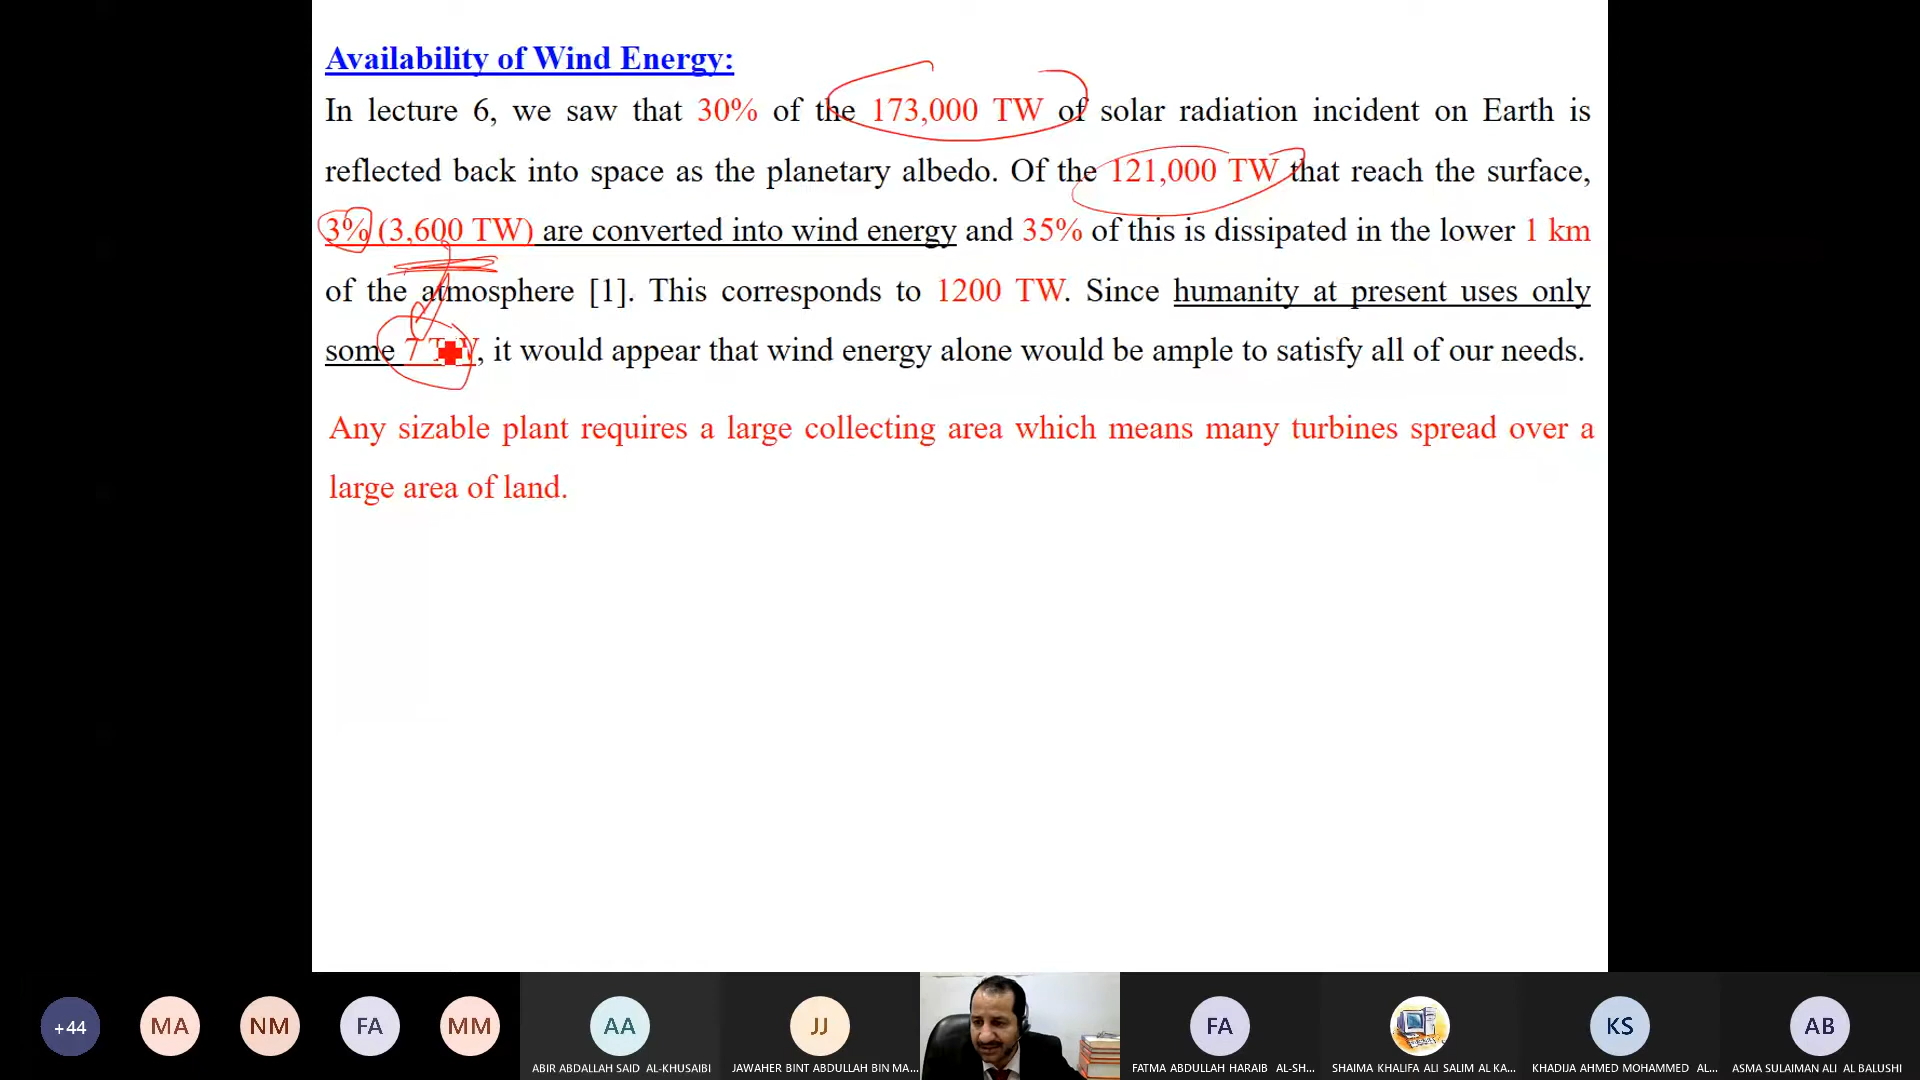 Availability of Wind Energy:
In lecture 6, we saw that 30% of the 173,000 TW of solar radiation incident on Earth is
reflected back into space as the planetary albedo. Of the 121,000 TW that reach the surface,
3% (3,600 TW) are converted into wind energy and 35% of this is dissipated in the lower 1 km
of the atmosphere [1]. This corresponds to 1200 TW. Since humanity at present uses only
some 7 TW, it would appear that wind energy alone would be ample to satisfy all of our needs.
Any sizable plant requires a large collecting area which means many turbines spread over a
large area of land.
+44 MA NM FA MM AA JJ FA KS AB
ABIR ABDALLAH SAID AL-KHUSAIBI JAWAHER BINT ABDULLAH BIN MA... FATMA ABDULLAH HARAIB AL-SH... SHAIMA KHALIFA ALI SALIM AL KA... KHADIJA AHMED MOHAMMED AL... ASMA SULAIMAN ALI AL BALUSHI